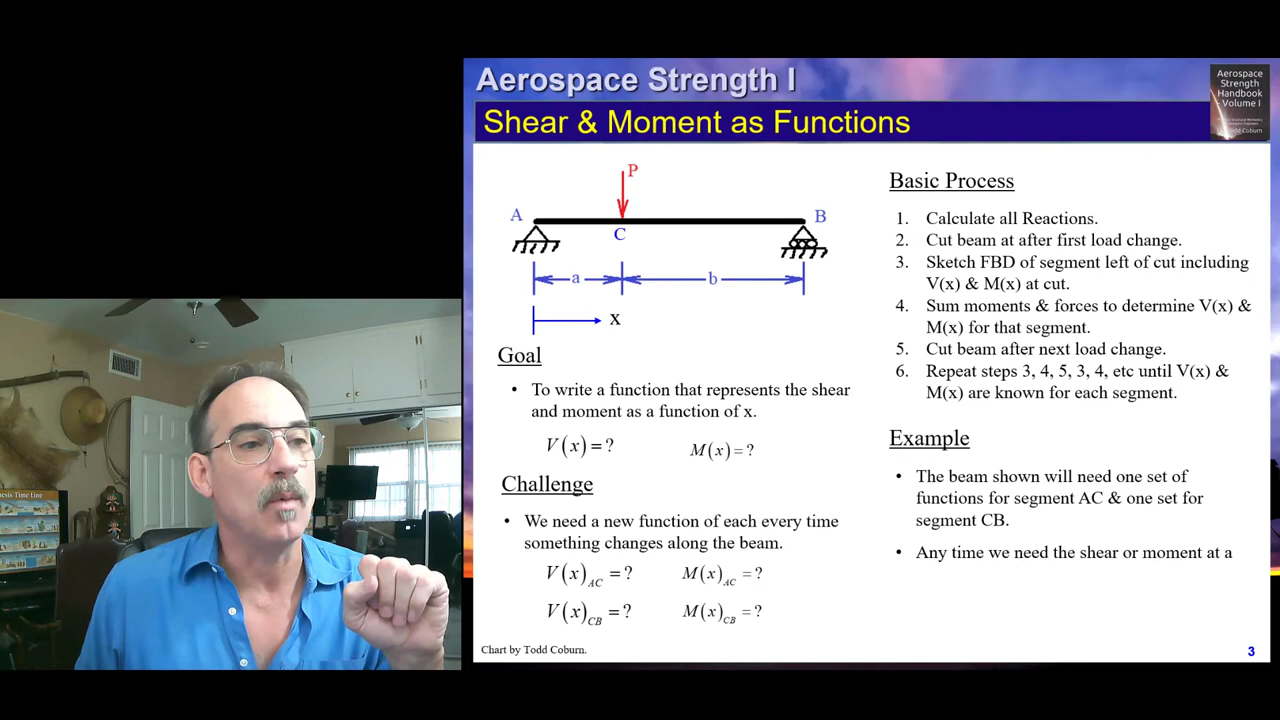 Aerospace Strength I
Shear & Moment as Functions
Aerospace
Strength
Handbook
- Volume I
P
A
B
C
a
b
x
Goal
• To write a function that represents the shear
and moment as a function of x.
V(x) = ?
M(x) = ?
Challenge
• We need a new function of each every time
something changes along the beam.
V(x)AC = ?
M(x)AC = ?
V(x)CB = ?
M(x)CB = ?
Chart by Todd Coburn.
Basic Process
1. Calculate all Reactions.
2. Cut beam at after first load change.
3. Sketch FBD of segment left of cut including
V(x) & M(x) at cut.
4. Sum moments & forces to determine V(x) &
M(x) for that segment.
5. Cut beam after next load change.
6. Repeat steps 3, 4, 5, 3, 4, etc until V(x) &
M(x) are known for each segment.
Example
• The beam shown will need one set of
functions for segment AC & one set for
segment CB.
• Any time we need the shear or moment at a
3
esis Time Line